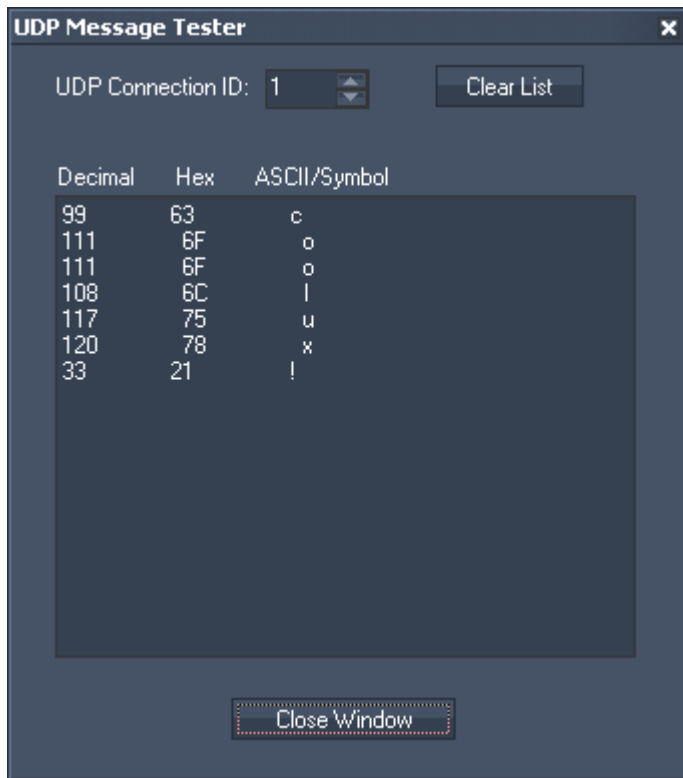 UDP Message Tester
UDP Connection ID: 1 Clear List
Decimal Hex ASCII/Symbol
99 63 c
111 6F o
111 6F o
108 6C l
117 75 u
120 78 x
33 21 !
Close Window